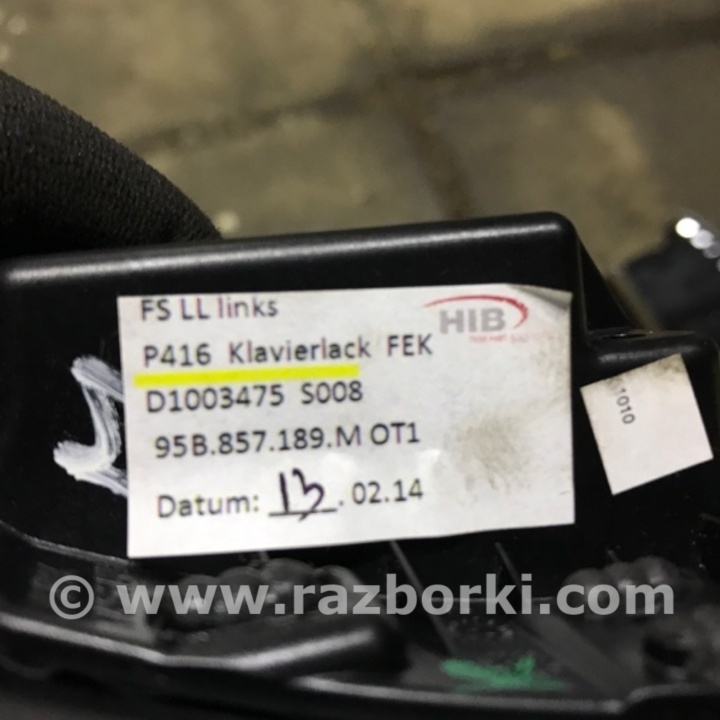 FS LL links
HIB
P416 Klavierlack FEK
D1003475 S008
95B.857.189.M OT1
Datum: 13. 02.14
1010
© www.razborki.com